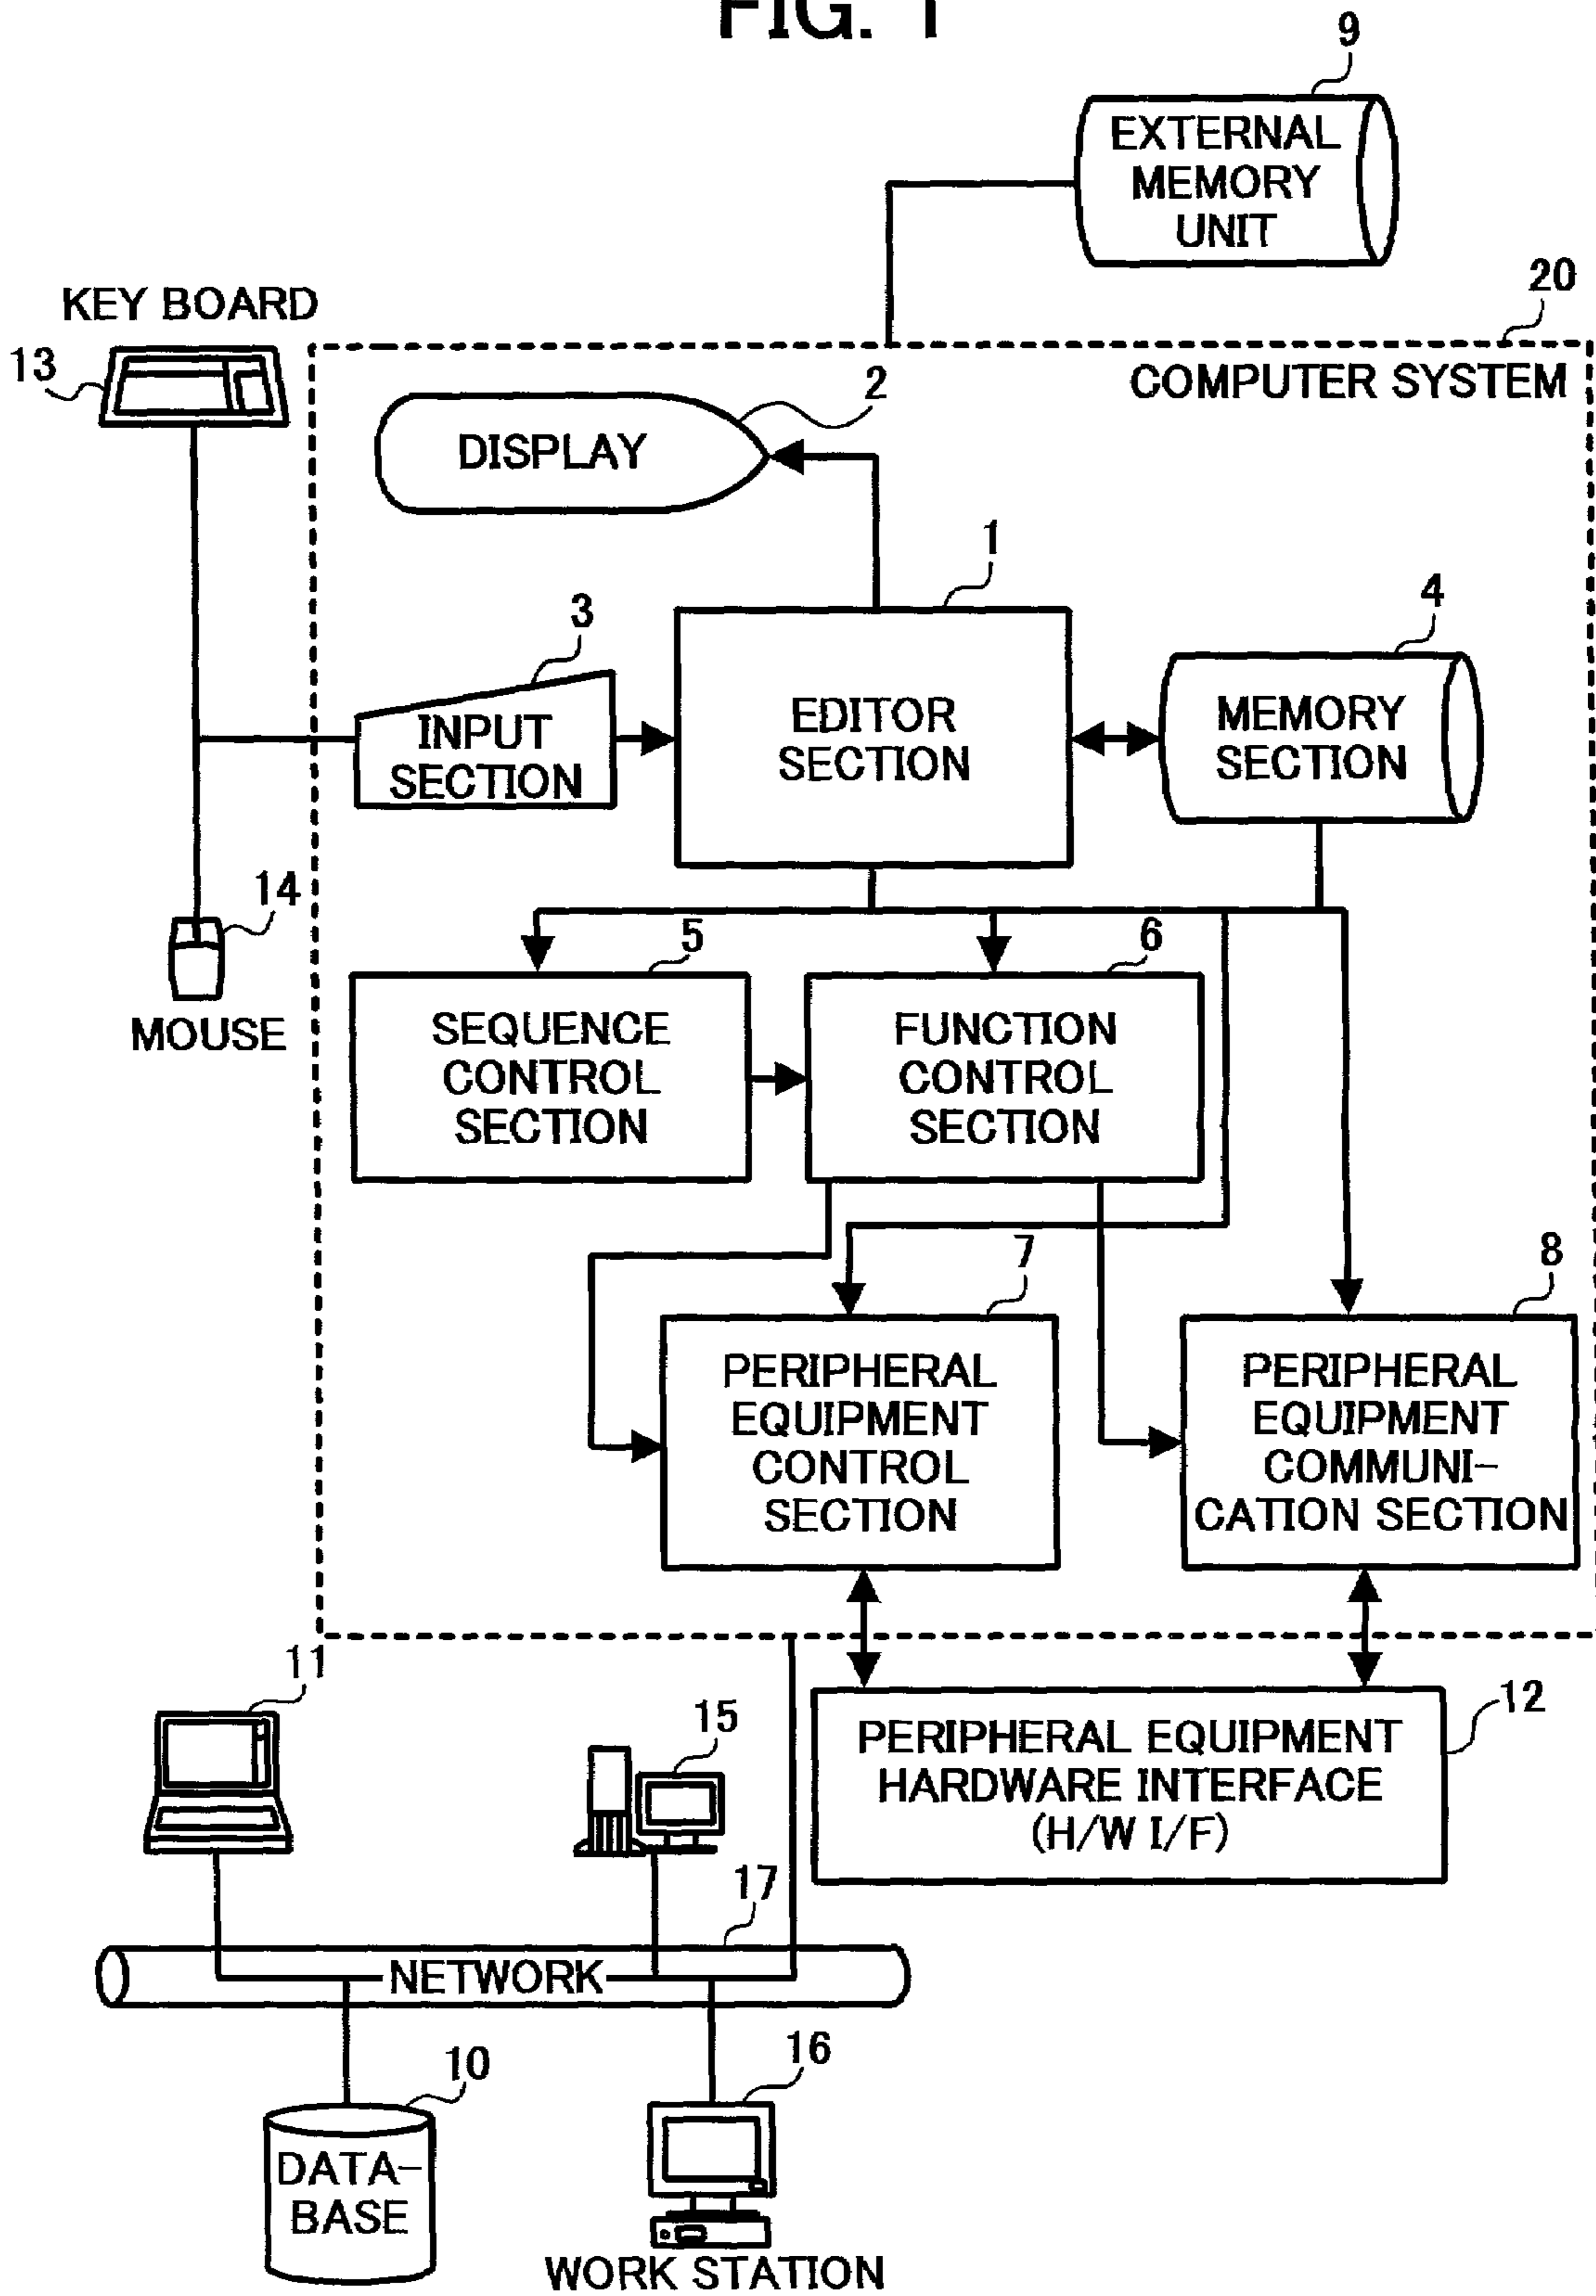 FIG. 1
9
EXTERNAL
MEMORY
UNIT
20
KEY BOARD
13
COMPUTER SYSTEM
2
DISPLAY
1
3
4
INPUT
SECTION
EDITOR
SECTION
MEMORY
SECTION
14
MOUSE
5
6
SEQUENCE
CONTROL
SECTION
FUNCTION
CONTROL
SECTION
7
8
PERIPHERAL
EQUIPMENT
CONTROL
SECTION
PERIPHERAL
EQUIPMENT
COMMUNI-
CATION SECTION
11
15
12
PERIPHERAL EQUIPMENT
HARDWARE INTERFACE
(H/W I/F)
17
NETWORK
10
16
DATA-
BASE
WORK STATION